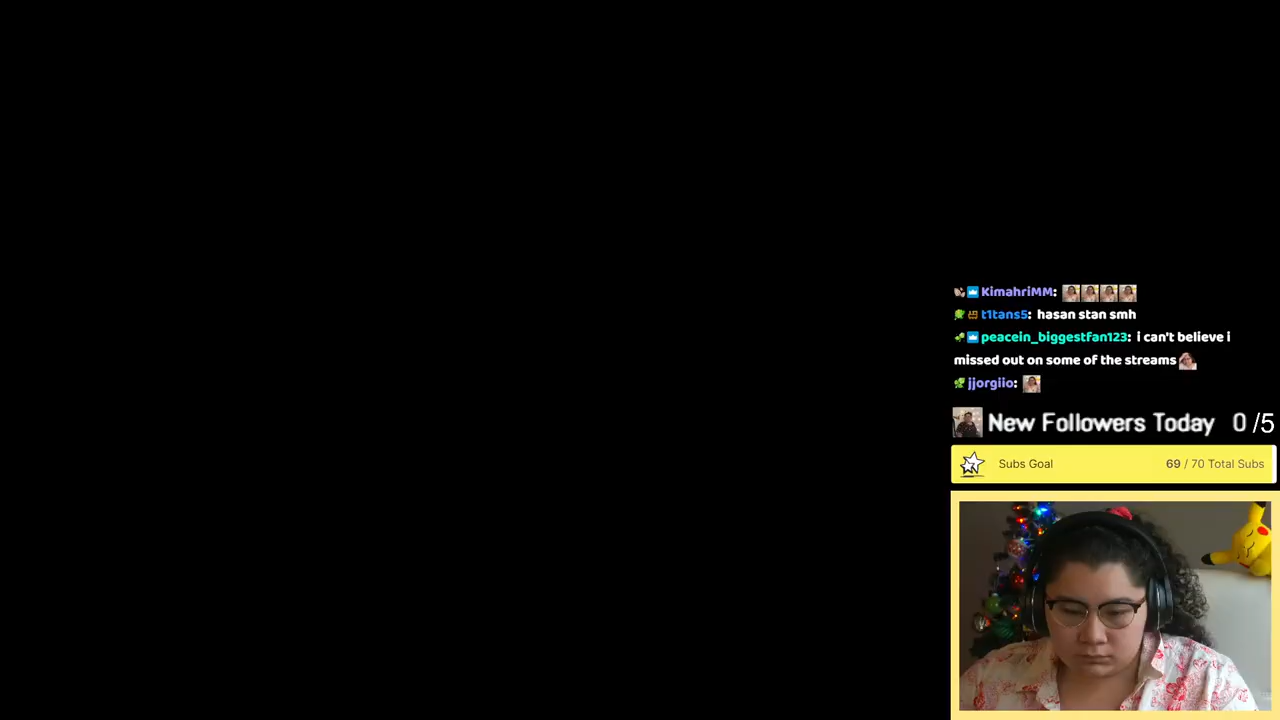 KimahriMM:
t1tans5: hasan stan smh
peacein_biggestfan123: i can't believe i
missed out on some of the streams
jjorgiio:
New Followers Today 0 /5
Subs Goal 69 / 70 Total Subs